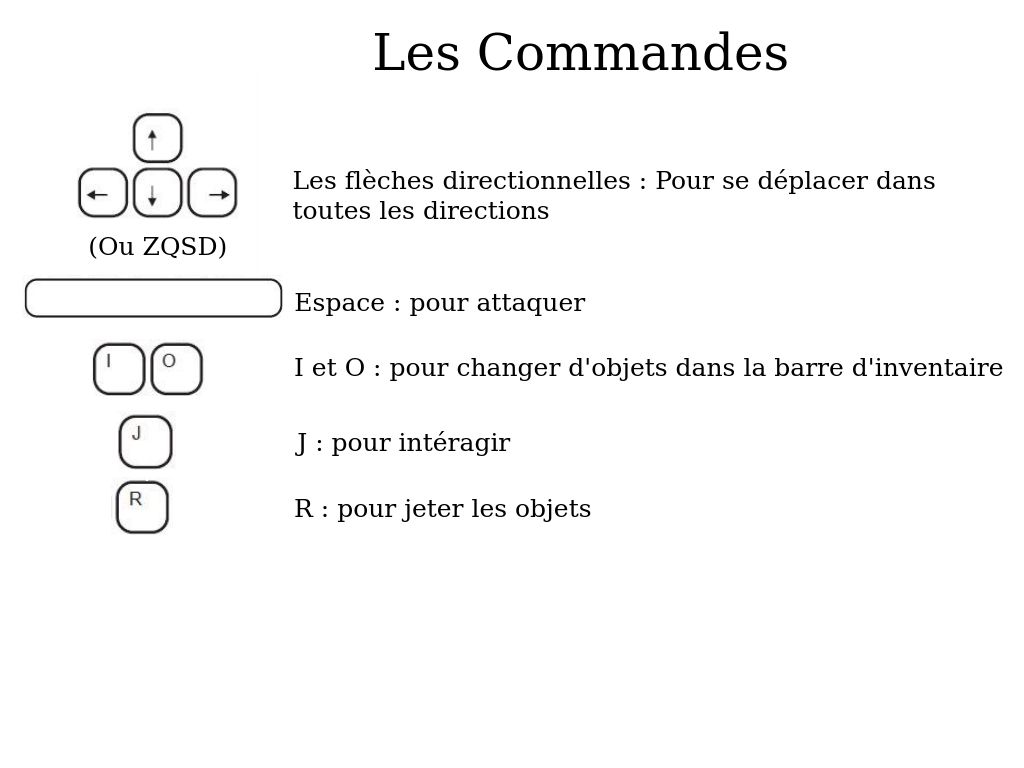 Les Commandes
↑
← ↓ →
Les flèches directionnelles : Pour se déplacer dans
toutes les directions
(Ou ZQSD)
Espace : pour attaquer
I O
I et O : pour changer d'objets dans la barre d'inventaire
J
J : pour intéragir
R
R : pour jeter les objets